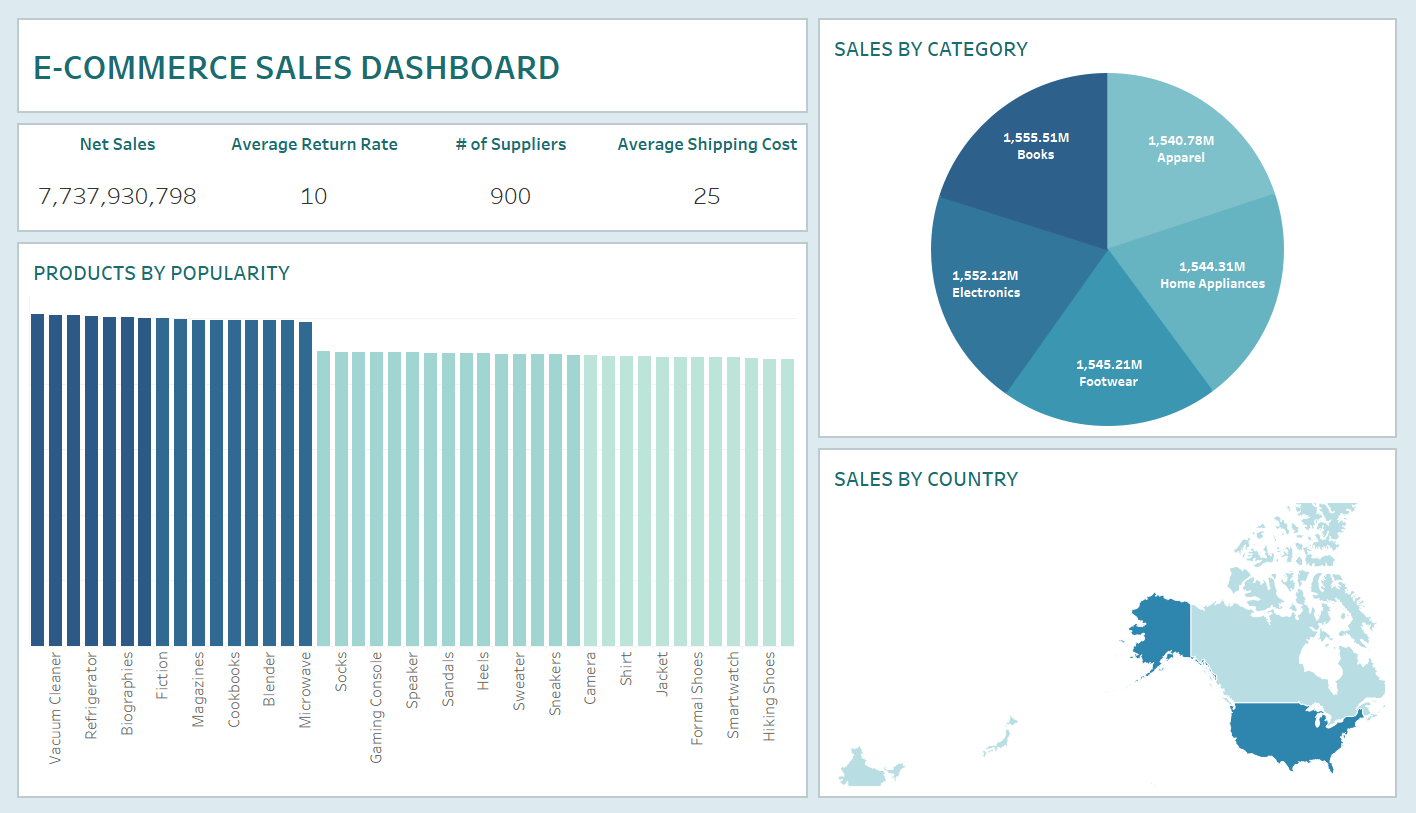 E-COMMERCE SALES DASHBOARD
Net Sales
Average Return Rate
# of Suppliers
Average Shipping Cost
7,737,930,798
10
900
25
PRODUCTS BY POPULARITY
Vacuum Cleaner
Refrigerator
Biographies
Fiction
Magazines
Cookbooks
Blender
Microwave
Socks
Gaming Console
Speaker
Sandals
Heels
Sweater
Sneakers
Camera
Shirt
Jacket
Formal Shoes
Smartwatch
Hiking Shoes
SALES BY CATEGORY
1,555.51M
Books
1,540.78M
Apparel
1,552.12M
Electronics
1,544.31M
Home Appliances
1,545.21M
Footwear
SALES BY COUNTRY